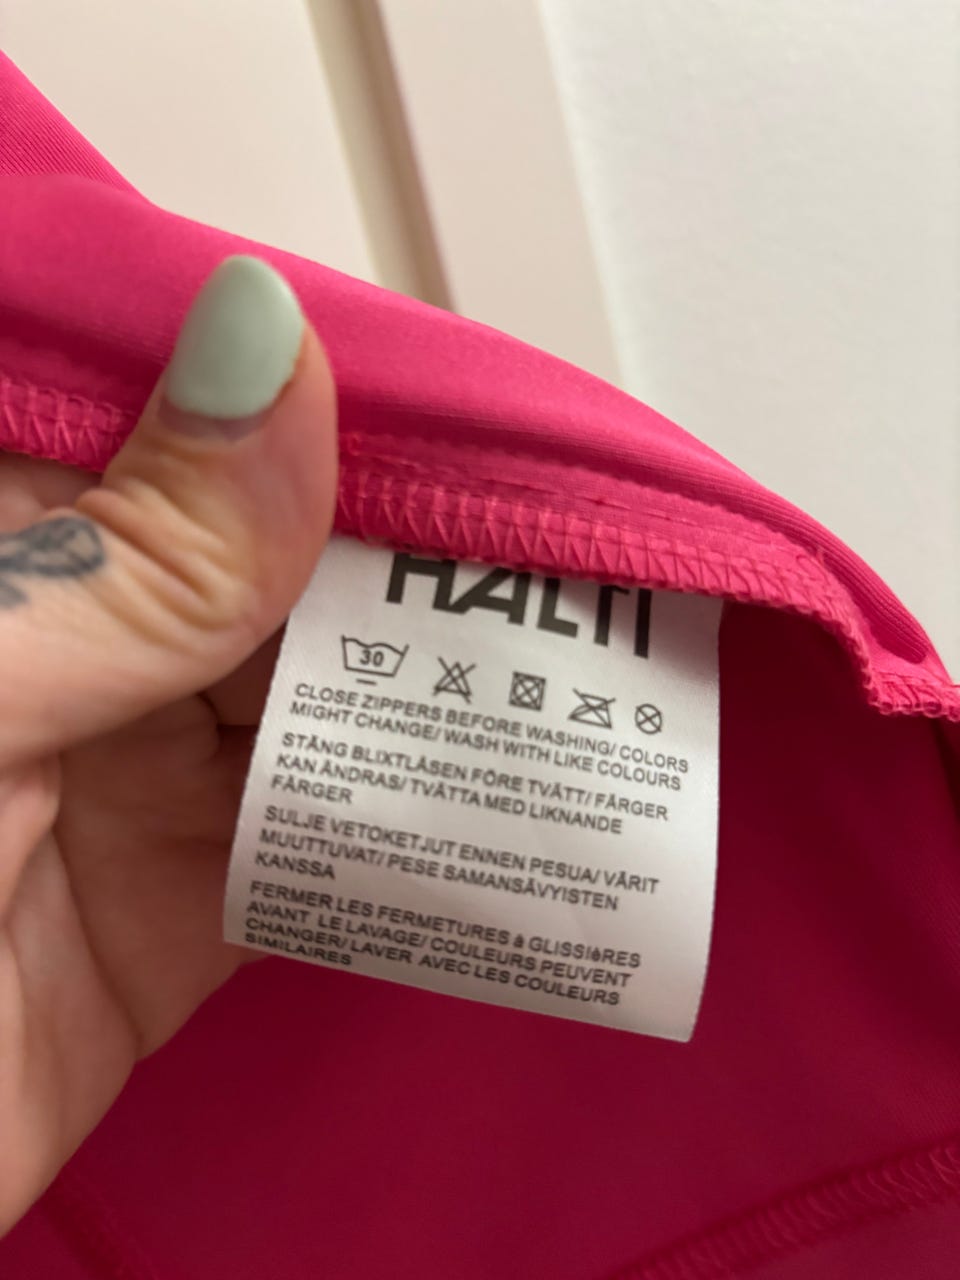 HALTI
30
CLOSE ZIPPERS BEFORE WASHING/ COLORS
MIGHT CHANGE/ WASH WITH LIKE COLOURS
STÄNG BLIXTLÅSEN FÖRE TVÄTT/ FÄRGER
KAN ÄNDRAS/ TVÄTTA MED LIKNANDE
FÄRGER
SULJE VETOKETJUT ENNEN PESUA/ VÄRIT
MUUTTUVAT/ PESE SAMANSÄVYISTEN
KANSSA
FERMER LES FERMETURES à GLISSIèRES
AVANT LE LAVAGE/ COULEURS PEUVENT
CHANGER/ LAVER AVEC LES COULEURS
SIMILAIRES